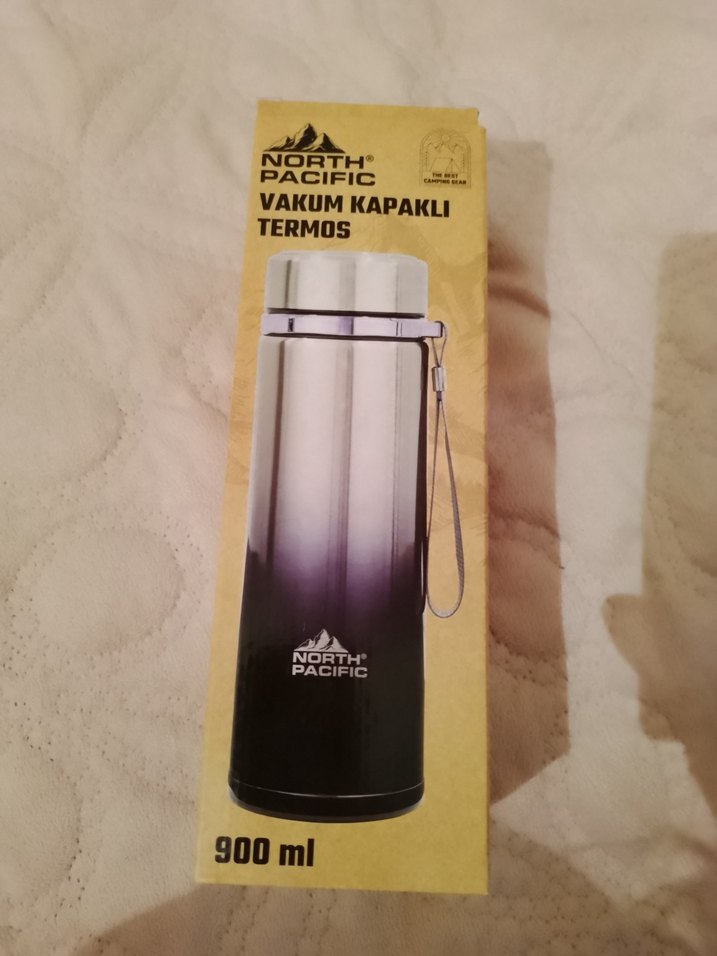 NORTH®
PACIFIC
THE BEST
CAMPING GEAR
VAKUM KAPAKLI
TERMOS
NORTH®
PACIFIC
900 ml